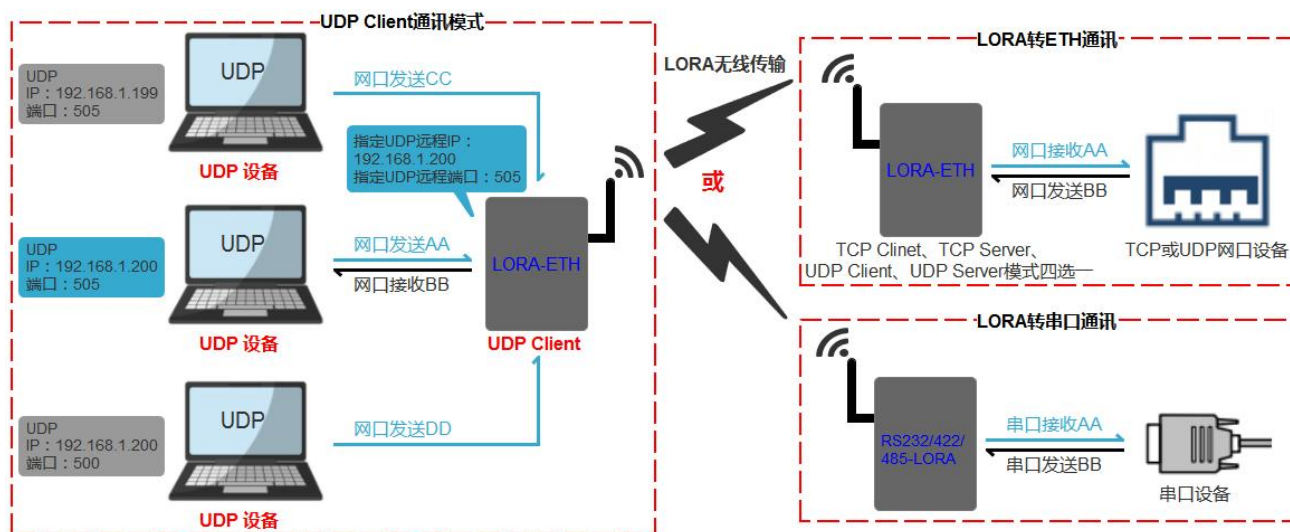 UDP Client通讯模式
UDP
IP：192.168.1.199
端口：505
UDP
UDP 设备
网口发送CC
指定UDP远程IP：
192.168.1.200
指定UDP远程端口：505
UDP
IP：192.168.1.200
端口：505
UDP
UDP 设备
网口发送AA
网口接收BB
LORA-ETH
UDP Client
UDP
IP：192.168.1.200
端口：500
UDP
UDP 设备
网口发送DD
LORA无线传输
或
LORA转ETH通讯
LORA-ETH
网口接收AA
网口发送BB
TCP Clinet、TCP Server、
UDP Client、UDP Server模式四选一
TCP或UDP网口设备
LORA转串口通讯
RS232/422/
485-LORA
串口接收AA
串口发送BB
串口设备